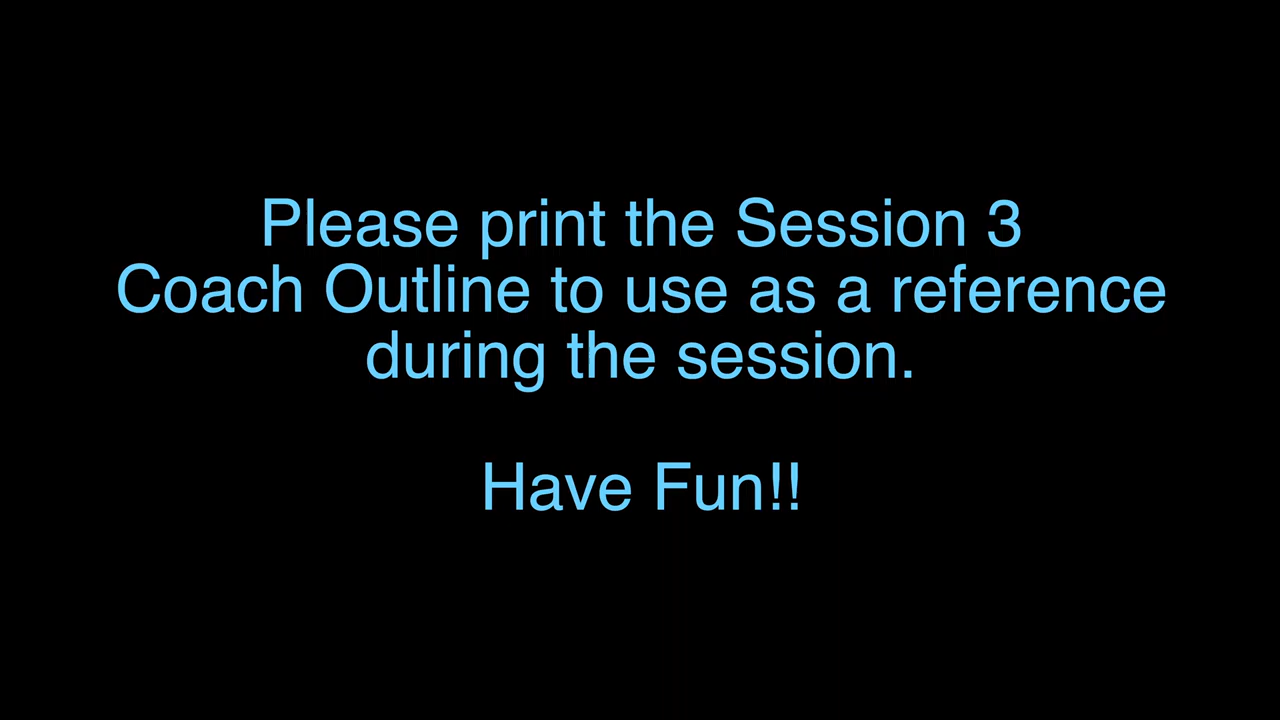 Please print the Session 3
Coach Outline to use as a reference
during the session.
Have Fun!!